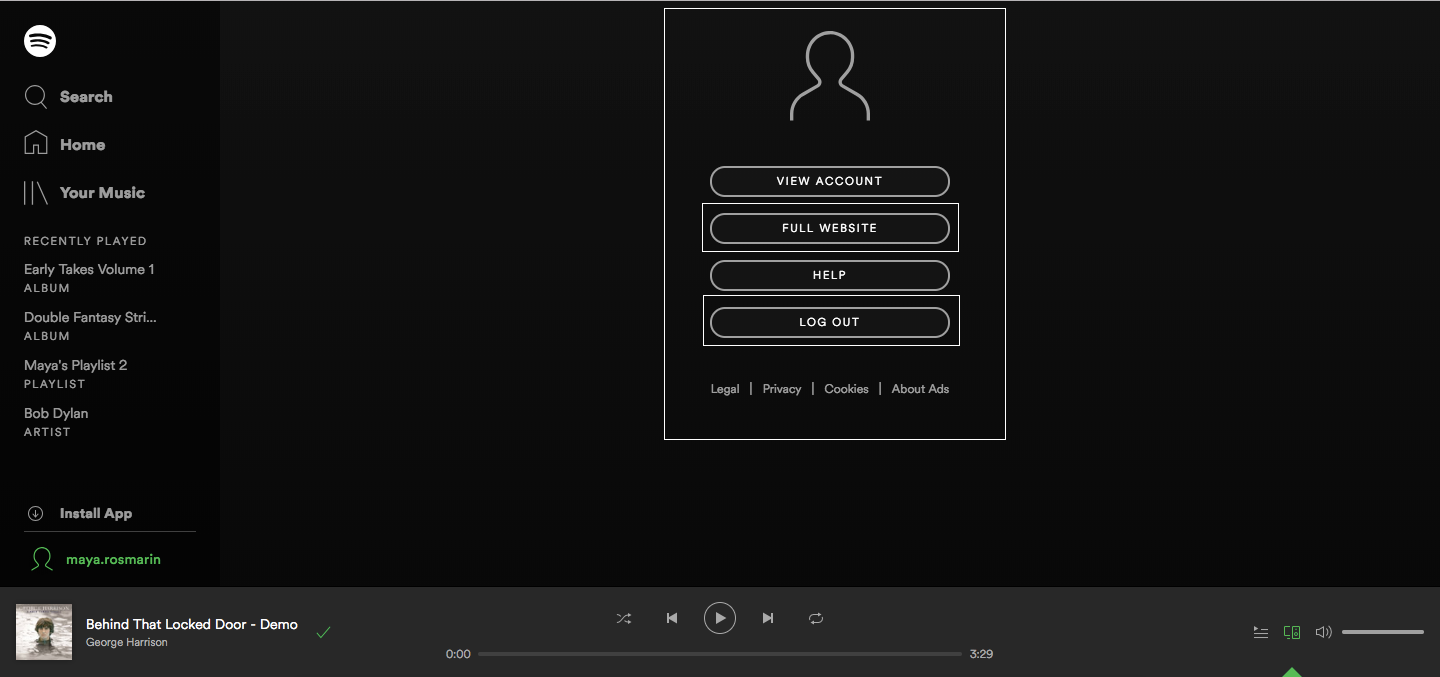 Search
Home
Your Music
RECENTLY PLAYED
Early Takes Volume 1
ALBUM
Double Fantasy Stri...
ALBUM
Maya's Playlist 2
PLAYLIST
Bob Dylan
ARTIST
Install App
maya.rosmarin
VIEW ACCOUNT
FULL WEBSITE
HELP
LOG OUT
Legal | Privacy | Cookies | About Ads
Behind That Locked Door - Demo
George Harrison
0:00 3:29